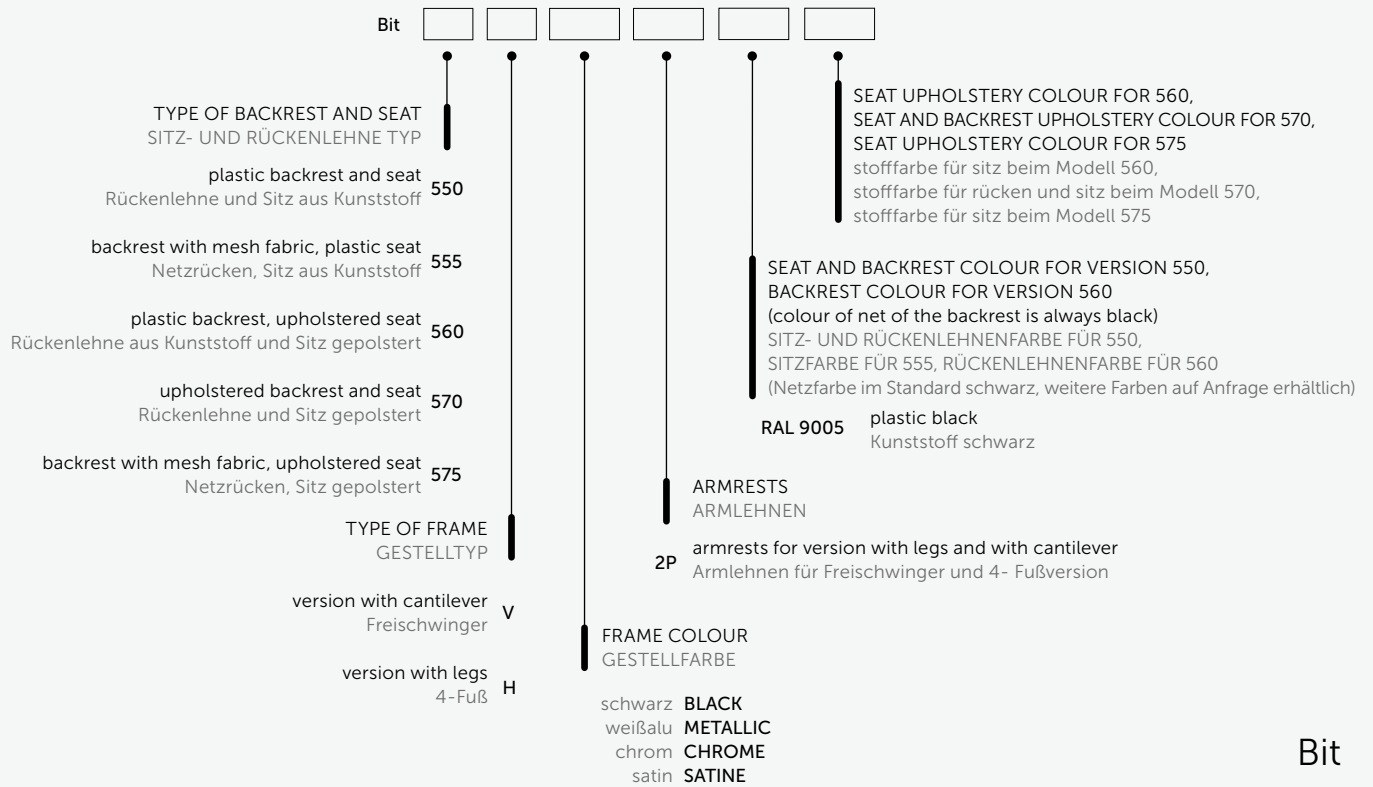 Bit
TYPE OF BACKREST AND SEAT
SITZ- UND RÜCKENLEHNE TYP
plastic backrest and seat
Rückenlehne und Sitz aus Kunststoff
550
backrest with mesh fabric, plastic seat
Netzrücken, Sitz aus Kunststoff
555
plastic backrest, upholstered seat
Rückenlehne aus Kunststoff und Sitz gepolstert
560
upholstered backrest and seat
Rückenlehne und Sitz gepolstert
570
backrest with mesh fabric, upholstered seat
Netzrücken, Sitz gepolstert
575
TYPE OF FRAME
GESTELLTYP
version with cantilever
Freischwinger
V
version with legs
4-Fuß
H
FRAME COLOUR
GESTELLFARBE
schwarz BLACK
weißalu METALLIC
chrom CHROME
satin SATINE
ARMRESTS
ARMLEHNEN
2P
armrests for version with legs and with cantilever
Armlehnen für Freischwinger und 4- Fußversion
SEAT AND BACKREST COLOUR FOR VERSION 550,
BACKREST COLOUR FOR VERSION 560
(colour of net of the backrest is always black)
SITZ- UND RÜCKENLEHNENFARBE FÜR 550,
SITZFARBE FÜR 555, RÜCKENLEHNENFARBE FÜR 560
(Netzfarbe im Standard schwarz, weitere Farben auf Anfrage erhältlich)
RAL 9005
plastic black
Kunststoff schwarz
SEAT UPHOLSTERY COLOUR FOR 560,
SEAT AND BACKREST UPHOLSTERY COLOUR FOR 570,
SEAT UPHOLSTERY COLOUR FOR 575
stofffarbe für sitz beim Modell 560,
stofffarbe für rücken und sitz beim Modell 570,
stofffarbe für sitz beim Modell 575
Bit